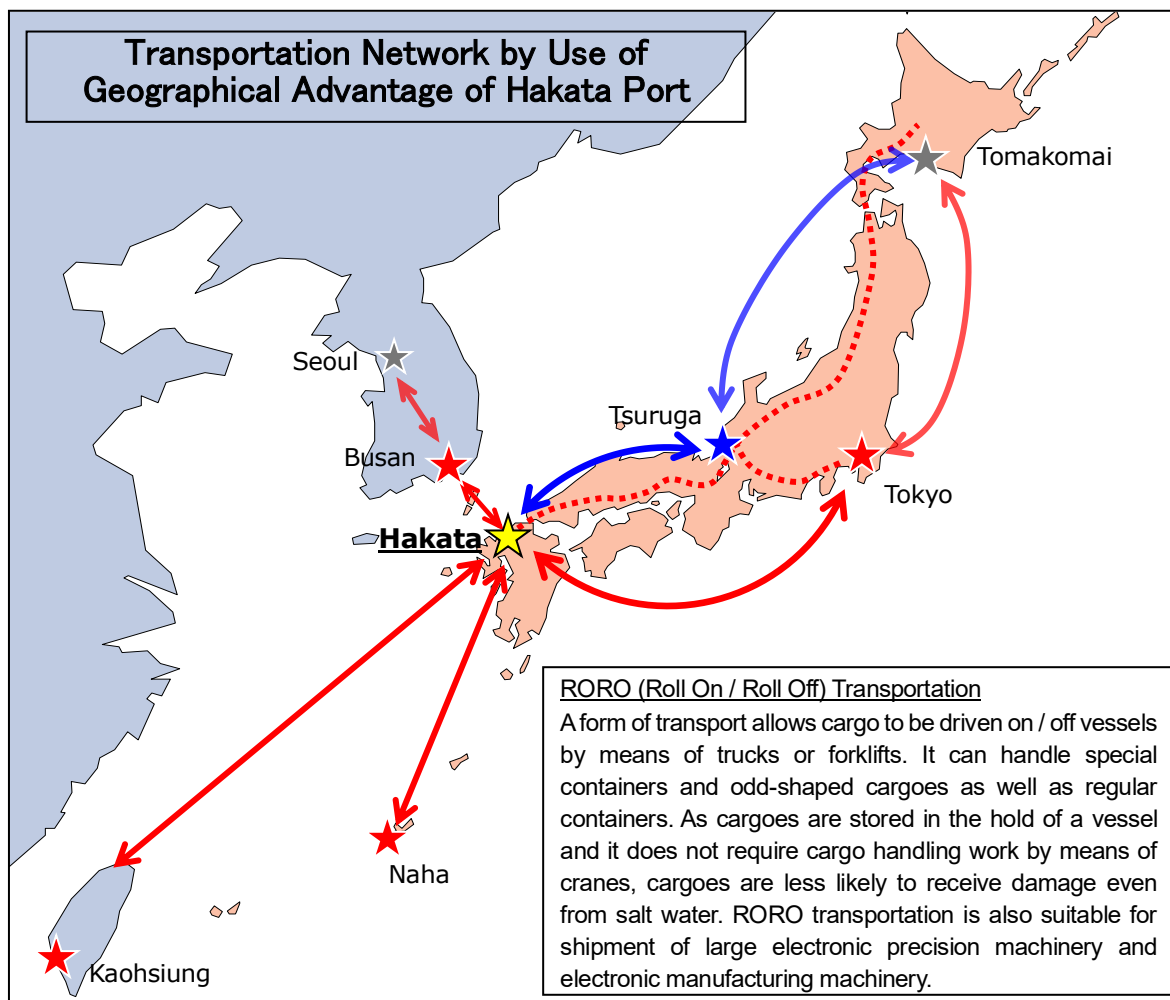 Transportation Network by Use of
Geographical Advantage of Hakata Port
Tomakomai
Seoul
Tsuruga
Busan
Tokyo
Hakata
Naha
Kaohsiung
RORO (Roll On / Roll Off) Transportation
A form of transport allows cargo to be driven on / off vessels
by means of trucks or forklifts. It can handle special
containers and odd-shaped cargoes as well as regular
containers. As cargoes are stored in the hold of a vessel
and it does not require cargo handling work by means of
cranes, cargoes are less likely to receive damage even
from salt water. RORO transportation is also suitable for
shipment of large electronic precision machinery and
electronic manufacturing machinery.